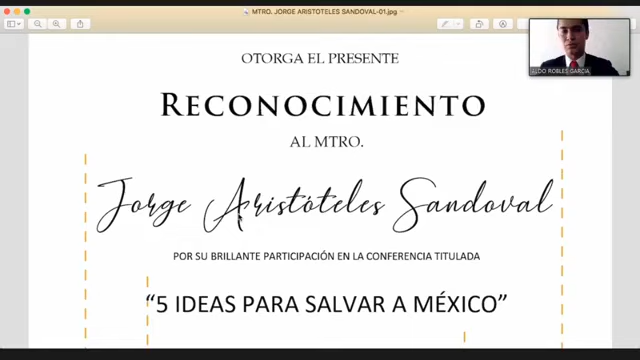 MTRO. JORGE ARISTOTELES SANDOVAL-01.jpg
OTORGA EL PRESENTE
RECONOCIMIENTO
AL MTRO.
Jorge Aristóteles Sandoval
POR SU BRILLANTE PARTICIPACIÓN EN LA CONFERENCIA TITULADA
“5 IDEAS PARA SALVAR A MÉXICO”
ALDO ROBLES GARCIA